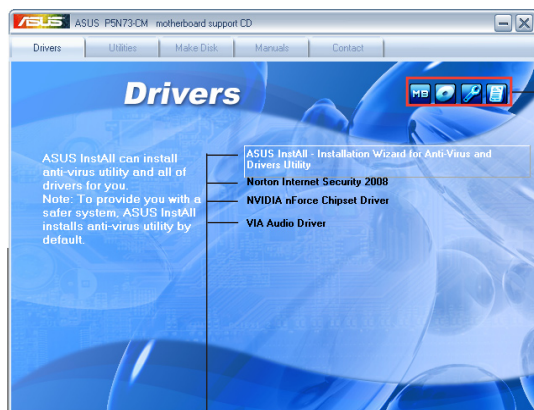 ASUS ASUS P5N73-CM motherboard support CD
Drivers Utilities Make Disk Manuals Contact
Drivers
MB
ASUS InstAll can install
anti-virus utility and all of
drivers for you.
Note: To provide you with a
safer system, ASUS InstAll
installs anti-virus utility by
default.
ASUS InstAll - Installation Wizard for Anti-Virus and
Drivers Utility
Norton Internet Security 2008
NVIDIA nForce Chipset Driver
VIA Audio Driver